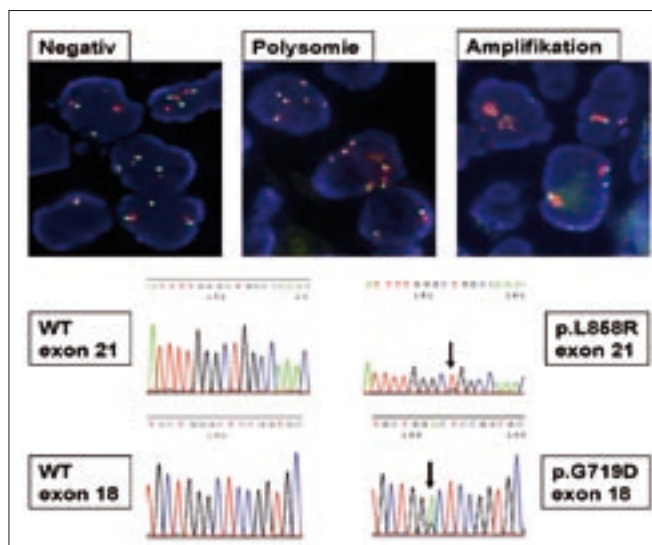 Negativ
Polysomie
Amplifikation
WT
exon 21
p.L858R
exon 21
WT
exon 18
p.G719D
exon 18